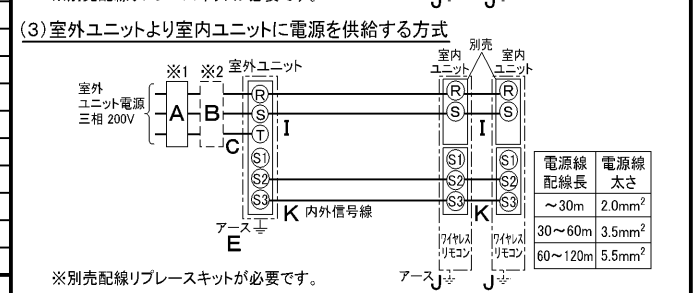 (3)室外ユニットより室内ユニットに電源を供給する方式
※1 ※2 室外ユニット
室内ユニット 別売 室内ユニット
室外
ユニット電源
三相 200V
A B C
R
S
T
S1
S2
S3
I
R
S
S1
S2
S3
I
R
S
S1
S2
S3
K 内外信号線
K
アース
E
ワイヤレス
リモコン
ワイヤレス
リモコン
アース J J
電源線配線長 電源線太さ
~30m 2.0mm²
30~60m 3.5mm²
60~120m 5.5mm²
※別売配線リプレースキットが必要です。